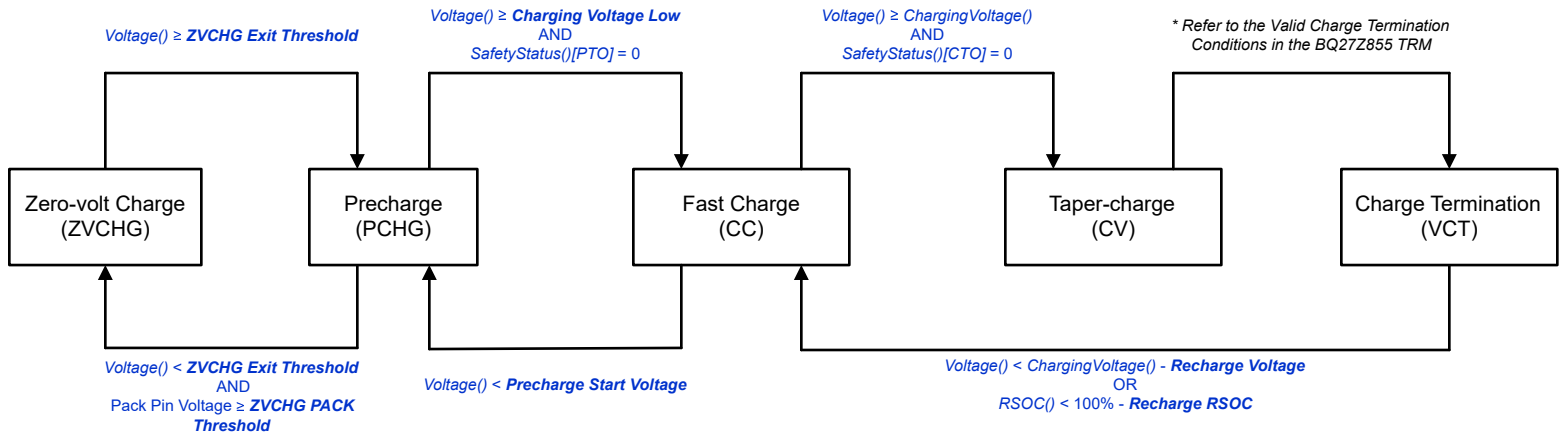 Voltage() ≥ ZVCHG Exit Threshold
Voltage() ≥ Charging Voltage Low
AND
SafetyStatus()[PTO] = 0
Voltage() ≥ ChargingVoltage()
AND
SafetyStatus()[CTO] = 0
* Refer to the Valid Charge Termination
Conditions in the BQ27Z855 TRM
Zero-volt Charge
(ZVCHG)
Precharge
(PCHG)
Fast Charge
(CC)
Taper-charge
(CV)
Charge Termination
(VCT)
Voltage() < ZVCHG Exit Threshold
AND
Pack Pin Voltage ≥ ZVCHG PACK
Threshold
Voltage() < Precharge Start Voltage
Voltage() < ChargingVoltage() - Recharge Voltage
OR
RSOC() < 100% - Recharge RSOC